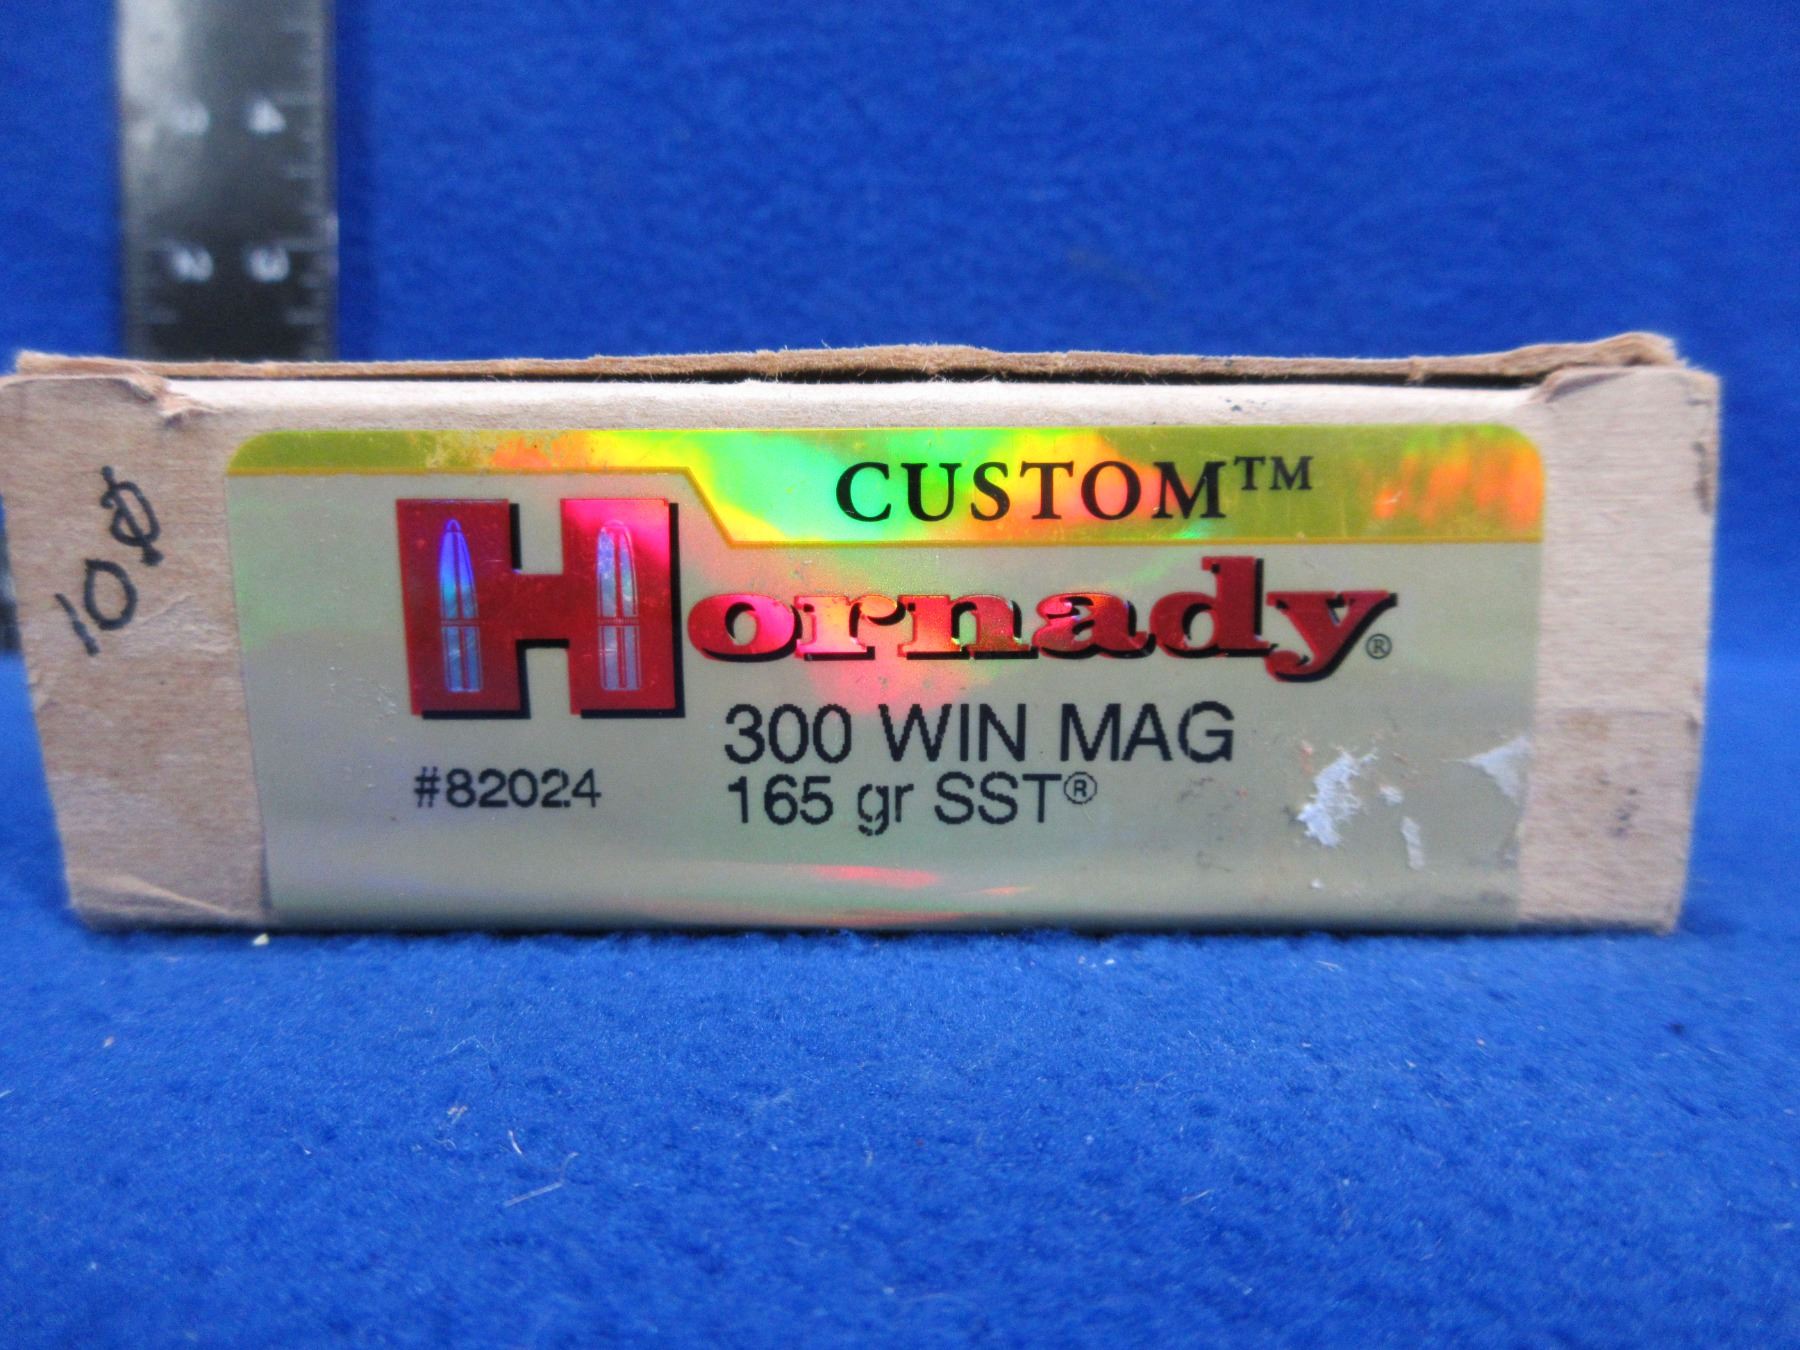 CUSTOM™
Hornady®
300 WIN MAG
#82024
165 gr SST®
10¢